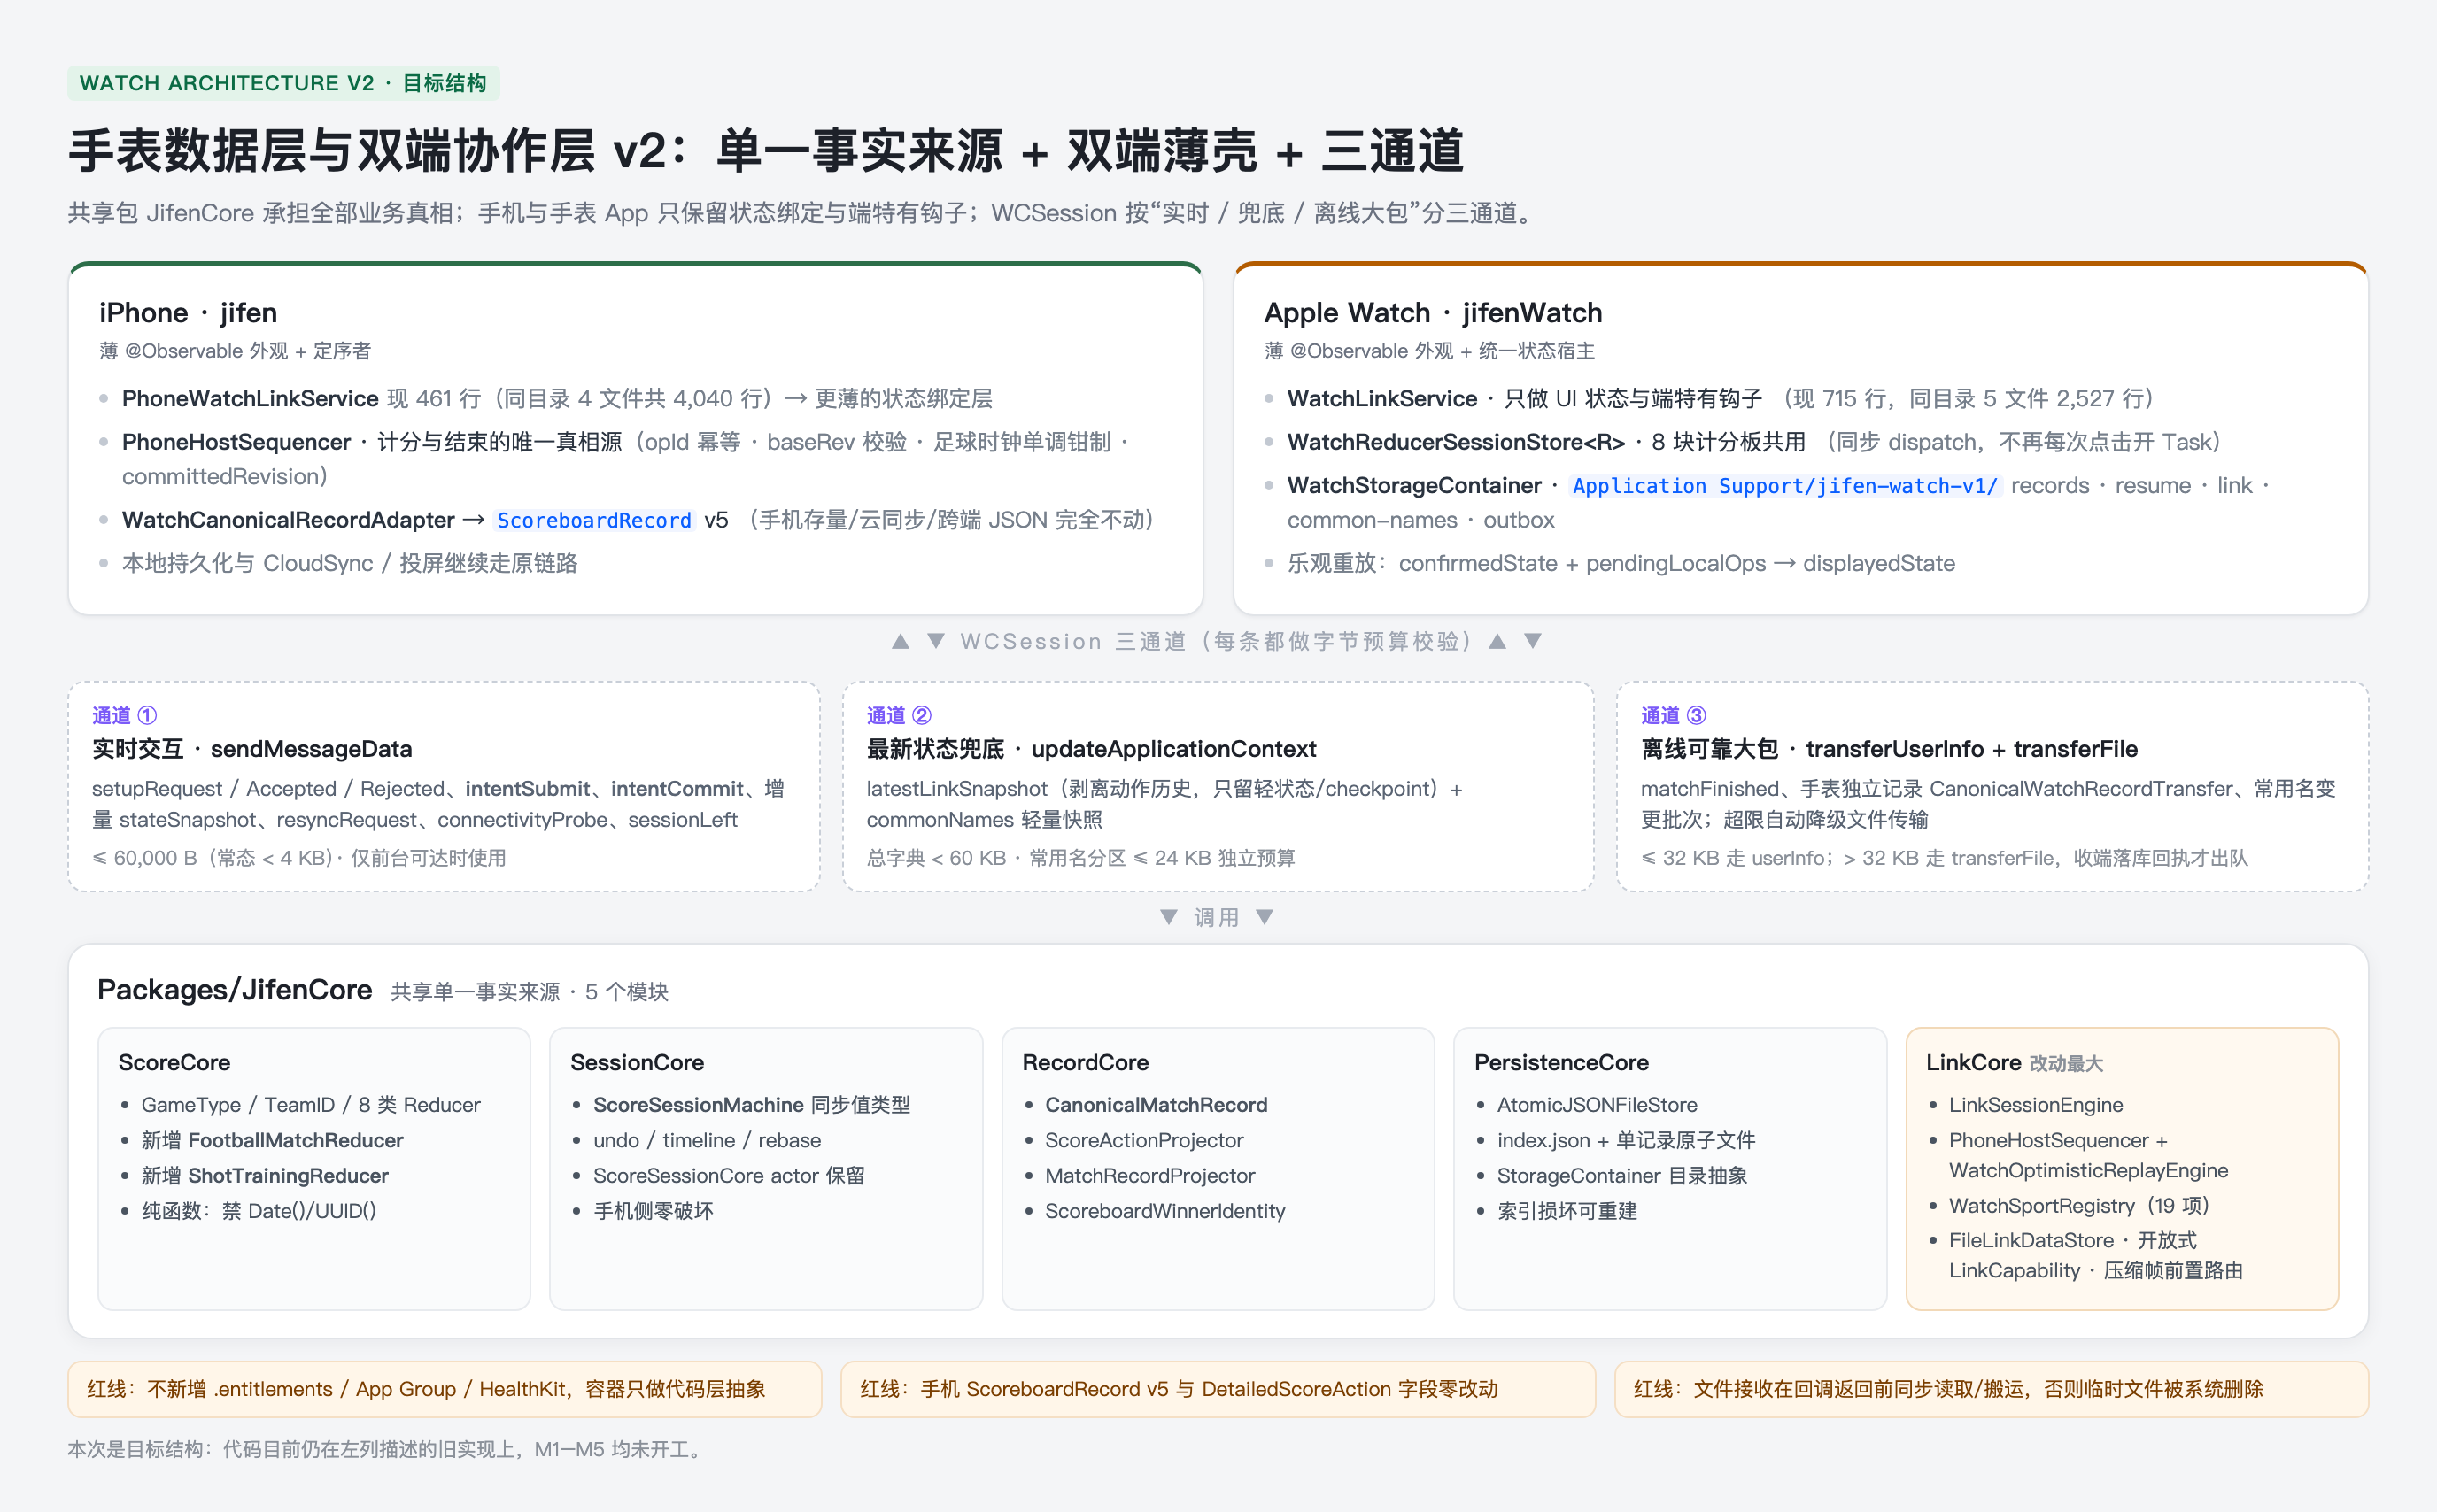 WATCH ARCHITECTURE V2 · 目标结构
手表数据层与双端协作层 v2：单一事实来源 + 双端薄壳 + 三通道
共享包 JifenCore 承担全部业务真相；手机与手表 App 只保留状态绑定与端特有钩子；WCSession 按“实时 / 兜底 / 离线大包”分三通道。
iPhone · jifen
薄 @Observable 外观 + 定序者
PhoneWatchLinkService 现 461 行（同目录 4 文件共 4,040 行）→ 更薄的状态绑定层
PhoneHostSequencer · 计分与结束的唯一真相源（opId 幂等 · baseRev 校验 · 足球时钟单调钳制 ·
committedRevision）
WatchCanonicalRecordAdapter → ScoreboardRecord v5 （手机存量/云同步/跨端 JSON 完全不动）
本地持久化与 CloudSync / 投屏继续走原链路
Apple Watch · jifenWatch
薄 @Observable 外观 + 统一状态宿主
WatchLinkService · 只做 UI 状态与端特有钩子 （现 715 行，同目录 5 文件 2,527 行）
WatchReducerSessionStore<R> · 8 块计分板共用 （同步 dispatch，不再每次点击开 Task）
WatchStorageContainer · Application Support/jifen-watch-v1/ records · resume · link ·
common-names · outbox
乐观重放：confirmedState + pendingLocalOps → displayedState
▲ ▼ WCSession 三通道（每条都做字节预算校验）▲ ▼
通道 ①
实时交互 · sendMessageData
setupRequest / Accepted / Rejected、intentSubmit、intentCommit、增
量 stateSnapshot、resyncRequest、connectivityProbe、sessionLeft
≤ 60,000 B（常态 < 4 KB）· 仅前台可达时使用
通道 ②
最新状态兜底 · updateApplicationContext
latestLinkSnapshot（剥离动作历史，只留轻状态/checkpoint）+
commonNames 轻量快照
总字典 < 60 KB · 常用名分区 ≤ 24 KB 独立预算
通道 ③
离线可靠大包 · transferUserInfo + transferFile
matchFinished、手表独立记录 CanonicalWatchRecordTransfer、常用名变
更批次；超限自动降级文件传输
≤ 32 KB 走 userInfo；> 32 KB 走 transferFile，收端落库回执才出队
▼ 调用 ▼
Packages/JifenCore 共享单一事实来源 · 5 个模块
ScoreCore
GameType / TeamID / 8 类 Reducer
新增 FootballMatchReducer
新增 ShotTrainingReducer
纯函数：禁 Date()/UUID()
SessionCore
ScoreSessionMachine 同步值类型
undo / timeline / rebase
ScoreSessionCore actor 保留
手机侧零破坏
RecordCore
CanonicalMatchRecord
ScoreActionProjector
MatchRecordProjector
ScoreboardWinnerIdentity
PersistenceCore
AtomicJSONFileStore
index.json + 单记录原子文件
StorageContainer 目录抽象
索引损坏可重建
LinkCore 改动最大
LinkSessionEngine
PhoneHostSequencer +
WatchOptimisticReplayEngine
WatchSportRegistry（19 项）
FileLinkDataStore · 开放式
LinkCapability · 压缩帧前置路由
红线：不新增 .entitlements / App Group / HealthKit，容器只做代码层抽象
红线：手机 ScoreboardRecord v5 与 DetailedScoreAction 字段零改动
红线：文件接收在回调返回前同步读取/搬运，否则临时文件被系统删除
本次是目标结构：代码目前仍在左列描述的旧实现上，M1–M5 均未开工。